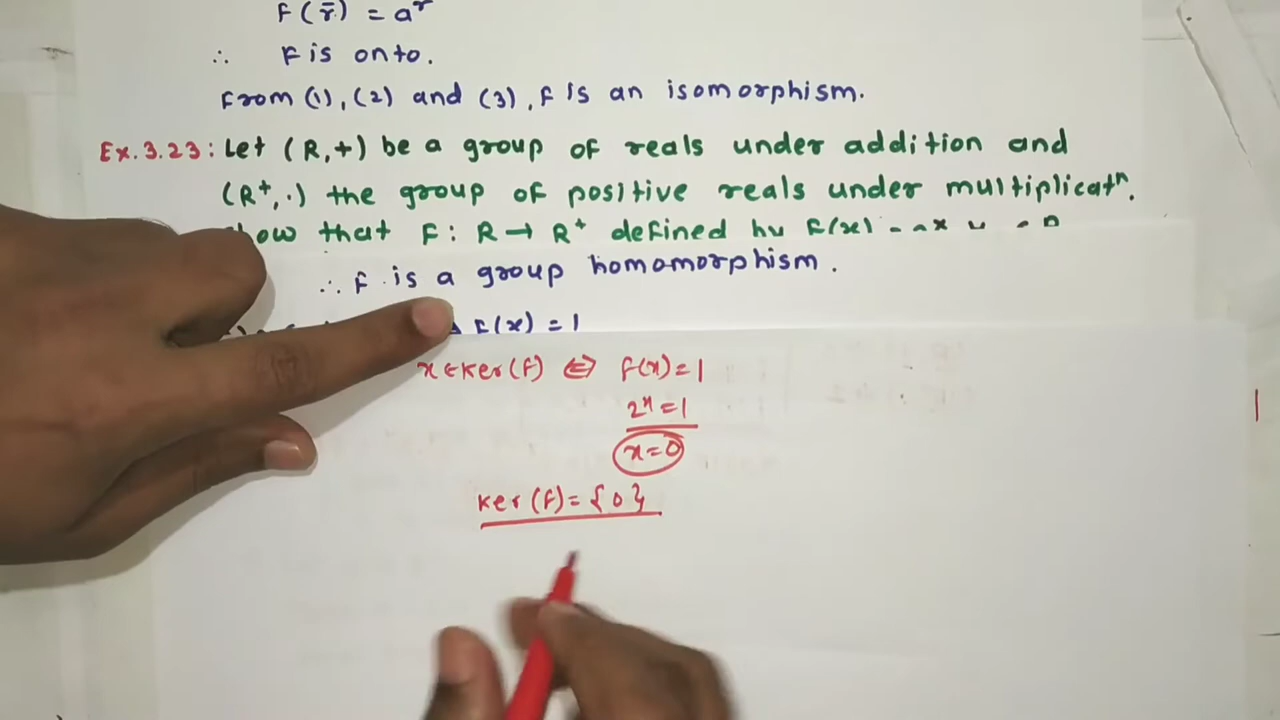 F(r̄) = aʳ
∴ F is onto.
From (1), (2) and (3), F is an isomorphism.
Ex.3.23: Let (R,+) be a group of reals under addition and
(R⁺,·) the group of positive reals under multiplicatⁿ.
that F : R → R⁺ defined by F(x)
∴ F is a group homomorphism.
F(x) = 1
x ∈ Ker(F) ⇔ F(x)=1
2ˣ=1
x=0
Ker(F)={0}